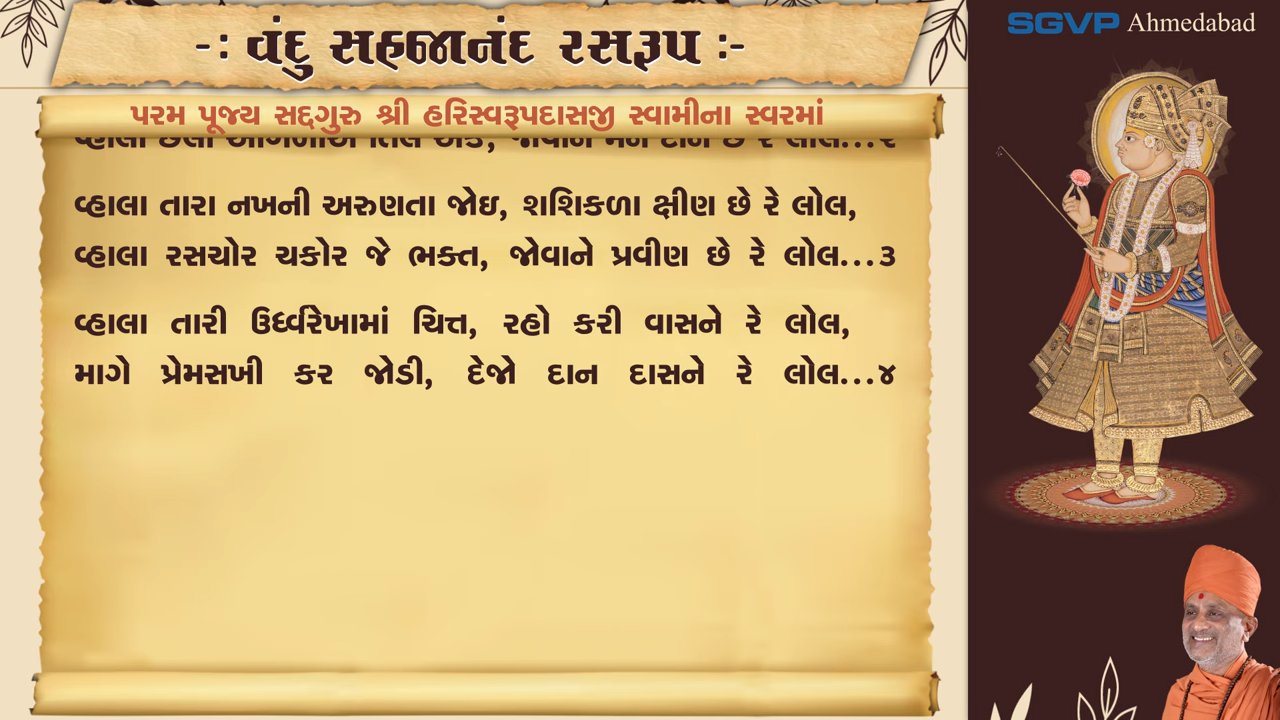 -: વંદુ સહજાનંદ રસરૂપ :-
SGVP Ahmedabad
પરમ પૂજ્ય સદ્દગુરુ શ્રી હરિસ્વરૂપદાસજી સ્વામીના સ્વરમાં
વ્હાલા તારા નખની અરુણતા જોઇ, શશિકળા ક્ષીણ છે રે લોલ,
વ્હાલા રસચોર ચકોર જે ભક્ત, જોવાને પ્રવીણ છે રે લોલ...૩
વ્હાલા તારી ઉર્ધ્વરેખામાં ચિત્ત, રહો કરી વાસને રે લોલ,
માગે પ્રેમસખી કર જોડી, દેજો દાન દાસને રે લોલ...૪